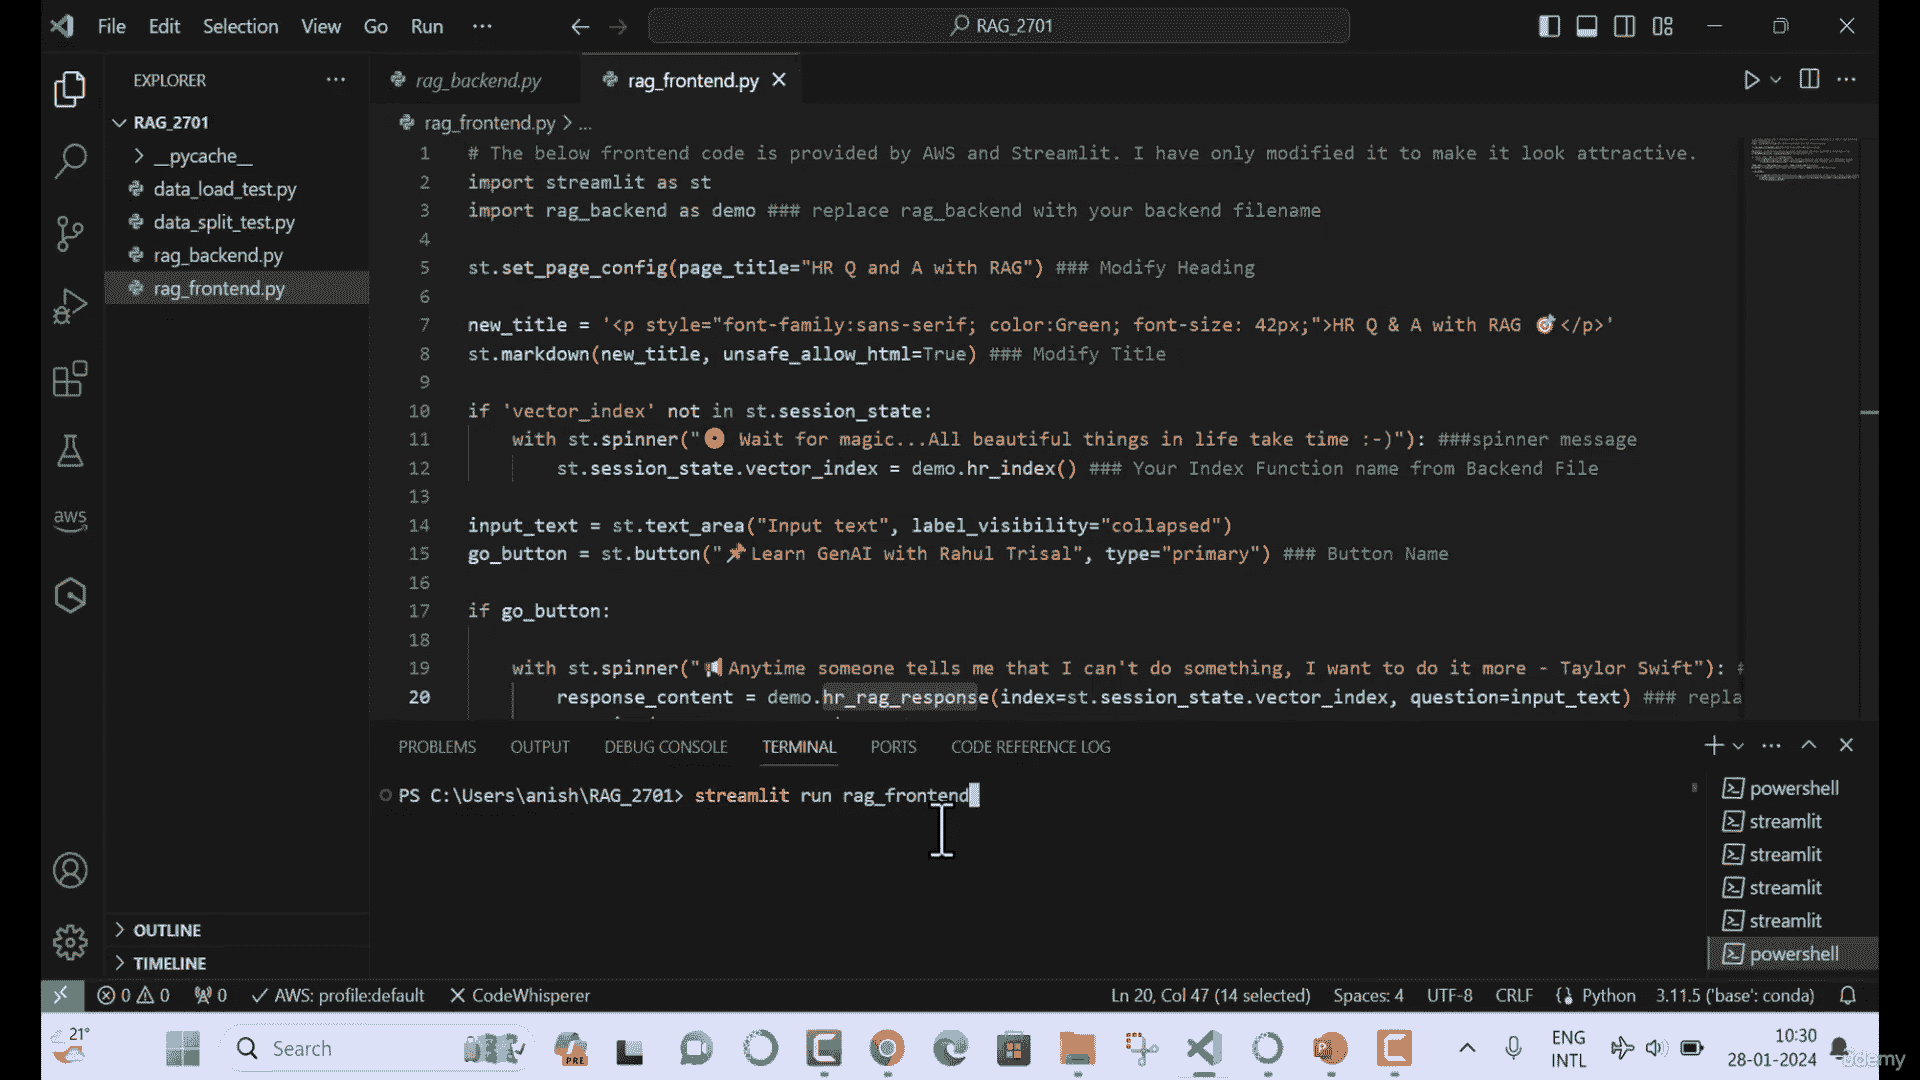 File Edit Selection View Go Run ··· RAG_2701
EXPLORER ···
RAG_2701
__pycache__
data_load_test.py
data_split_test.py
rag_backend.py
rag_frontend.py
OUTLINE
TIMELINE
aws
rag_backend.py rag_frontend.py
rag_frontend.py > ...
1 # The below frontend code is provided by AWS and Streamlit. I have only modified it to make it look attractive.
2 import streamlit as st
3 import rag_backend as demo ### replace rag_backend with your backend filename
4
5 st.set_page_config(page_title="HR Q and A with RAG") ### Modify Heading
6
7 new_title = '<p style="font-family:sans-serif; color:Green; font-size: 42px;">HR Q & A with RAG 🎯</p>'
8 st.markdown(new_title, unsafe_allow_html=True) ### Modify Title
9
10 if 'vector_index' not in st.session_state:
11 with st.spinner("📀 Wait for magic...All beautiful things in life take time :-)"): ###spinner message
12 st.session_state.vector_index = demo.hr_index() ### Your Index Function name from Backend File
13
14 input_text = st.text_area("Input text", label_visibility="collapsed")
15 go_button = st.button("📌Learn GenAI with Rahul Trisal", type="primary") ### Button Name
16
17 if go_button:
18
19 with st.spinner("📢Anytime someone tells me that I can't do something, I want to do it more - Taylor Swift"): #
20 response_content = demo.hr_rag_response(index=st.session_state.vector_index, question=input_text) ### repla
PROBLEMS OUTPUT DEBUG CONSOLE TERMINAL PORTS CODE REFERENCE LOG
PS C:\Users\anish\RAG_2701> streamlit run rag_frontend
powershell
streamlit
streamlit
streamlit
streamlit
powershell
0 0 0 AWS: profile:default CodeWhisperer Ln 20, Col 47 (14 selected) Spaces: 4 UTF-8 CRLF Python 3.11.5 ('base': conda)
21°
Search
PRE
ENG
INTL
10:30
28-01-2024
udemy